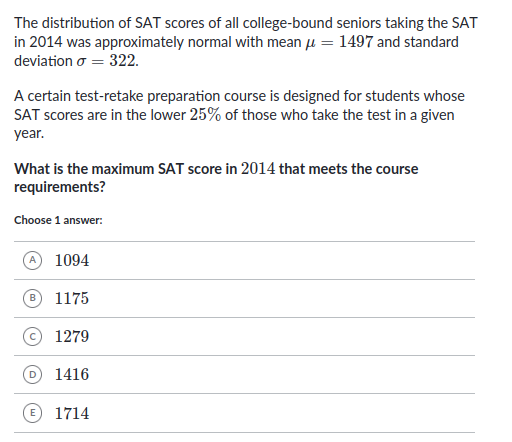 The distribution of SAT scores of all college-bound seniors taking the SAT
in 2014 was approximately normal with mean μ = 1497 and standard
deviation σ = 322.
A certain test-retake preparation course is designed for students whose
SAT scores are in the lower 25% of those who take the test in a given
year.
What is the maximum SAT score in 2014 that meets the course
requirements?
Choose 1 answer:
A 1094
B 1175
C 1279
D 1416
E 1714